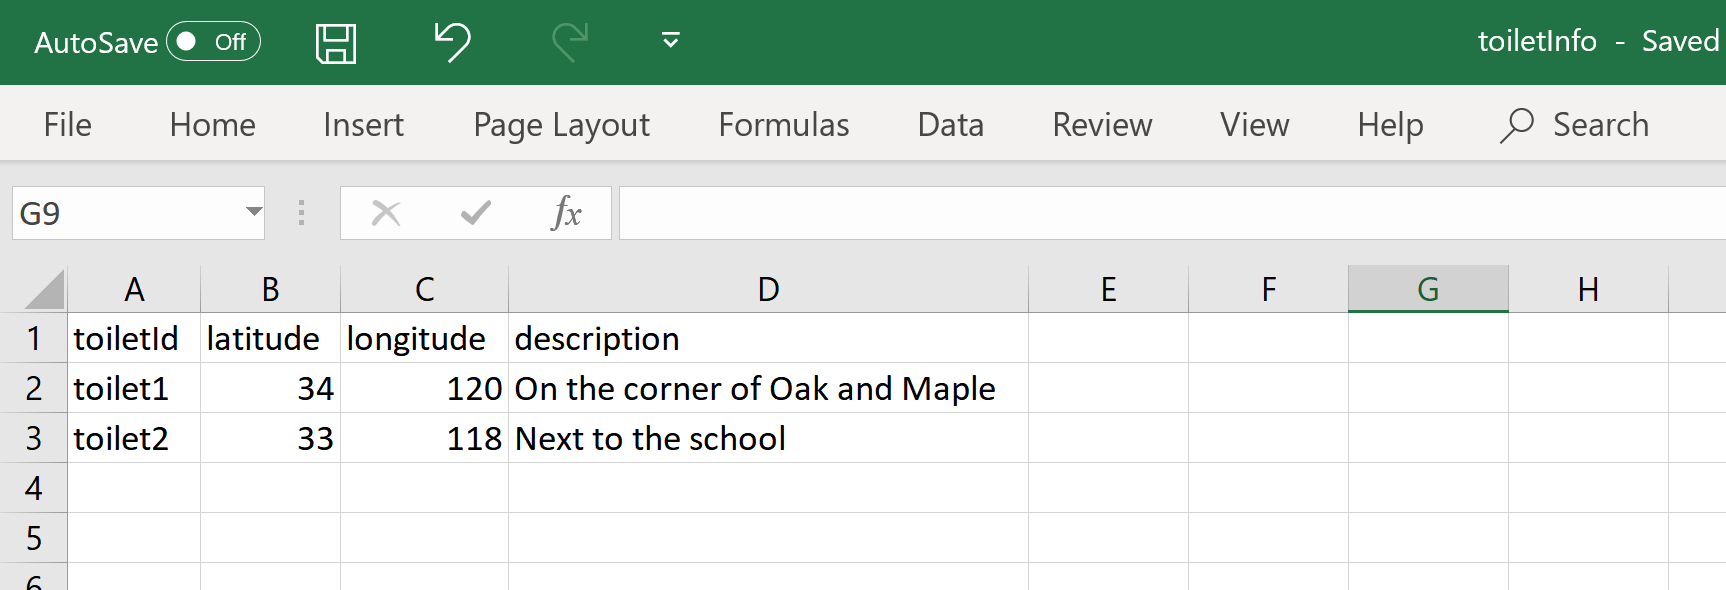 AutoSave Off toiletInfo - Saved
File Home Insert Page Layout Formulas Data Review View Help Search
G9 fx
A B C D E F G H
1 toiletId latitude longitude description
2 toilet1 34 120 On the corner of Oak and Maple
3 toilet2 33 118 Next to the school
4
5
6